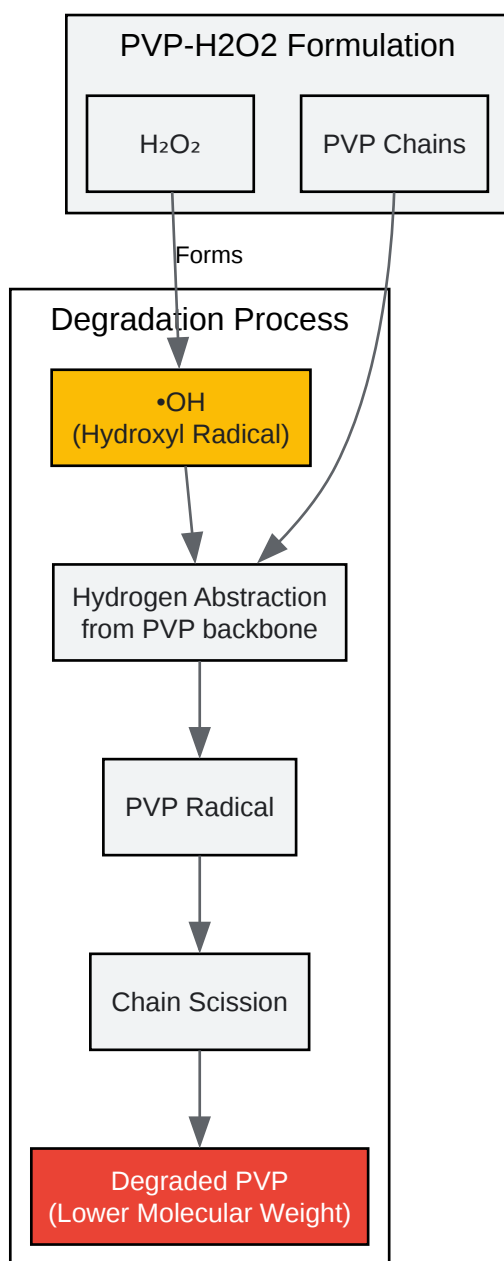 PVP-H2O2 Formulation
H₂O₂
PVP Chains
Forms
Degradation Process
•OH
(Hydroxyl Radical)
Hydrogen Abstraction
from PVP backbone
PVP Radical
Chain Scission
Degraded PVP
(Lower Molecular Weight)